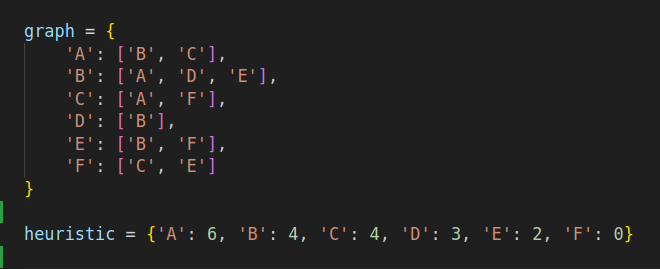 graph = {
    'A': ['B', 'C'],
    'B': ['A', 'D', 'E'],
    'C': ['A', 'F'],
    'D': ['B'],
    'E': ['B', 'F'],
    'F': ['C', 'E']
}
heuristic = {'A': 6, 'B': 4, 'C': 4, 'D': 3, 'E': 2, 'F': 0}